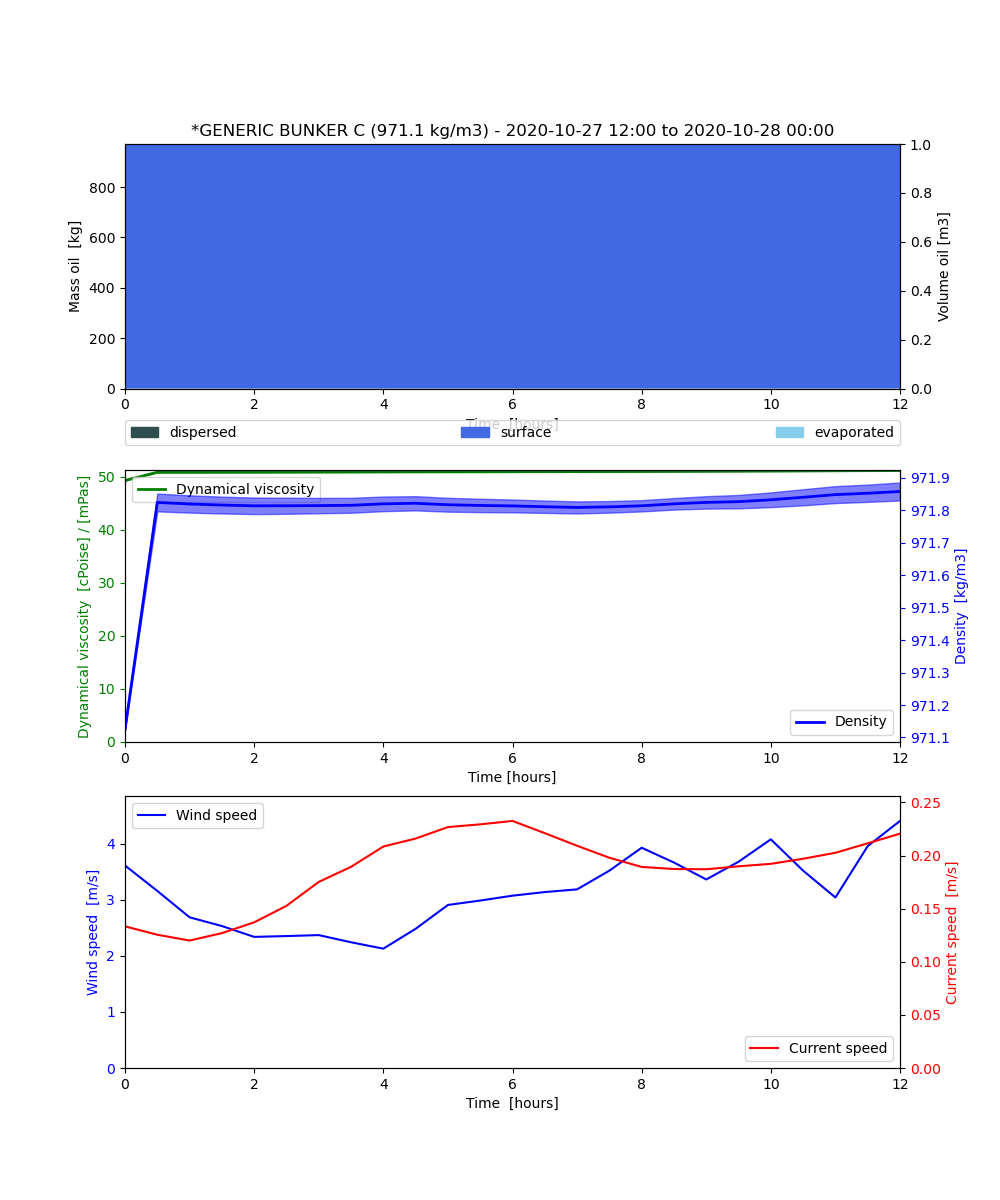 *GENERIC BUNKER C (971.1 kg/m3) - 2020-10-27 12:00 to 2020-10-28 00:00
Mass oil [kg]
800
600
400
200
0
1.0
0.8
0.6
0.4
0.2
0.0
Volume oil [m3]
0 2 4 6 8 10 12
Time [hours]
dispersed surface evaporated
Dynamical viscosity [cPoise] / [mPas]
50
40
30
20
10
0
Dynamical viscosity
971.9
971.8
971.7
971.6
971.5
971.4
971.3
971.2
971.1
Density [kg/m3]
Density
0 2 4 6 8 10 12
Time [hours]
Wind speed [m/s]
4
3
2
1
0
Wind speed
0.25
0.20
0.15
0.10
0.05
0.00
Current speed [m/s]
Current speed
0 2 4 6 8 10 12
Time [hours]